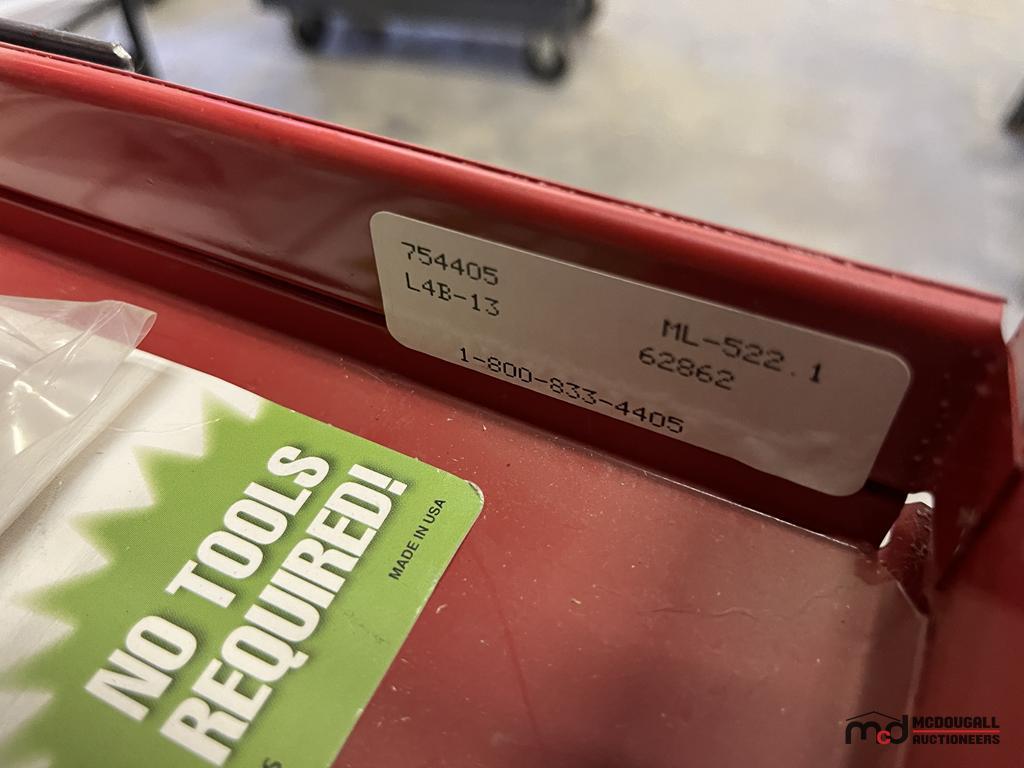 754405
L4B-13
ML-522.1
62862
1-800-833-4405
NO TOOLS
REQUIRED!
MADE IN USA
mcd MCDOUGALL
AUCTIONEERS